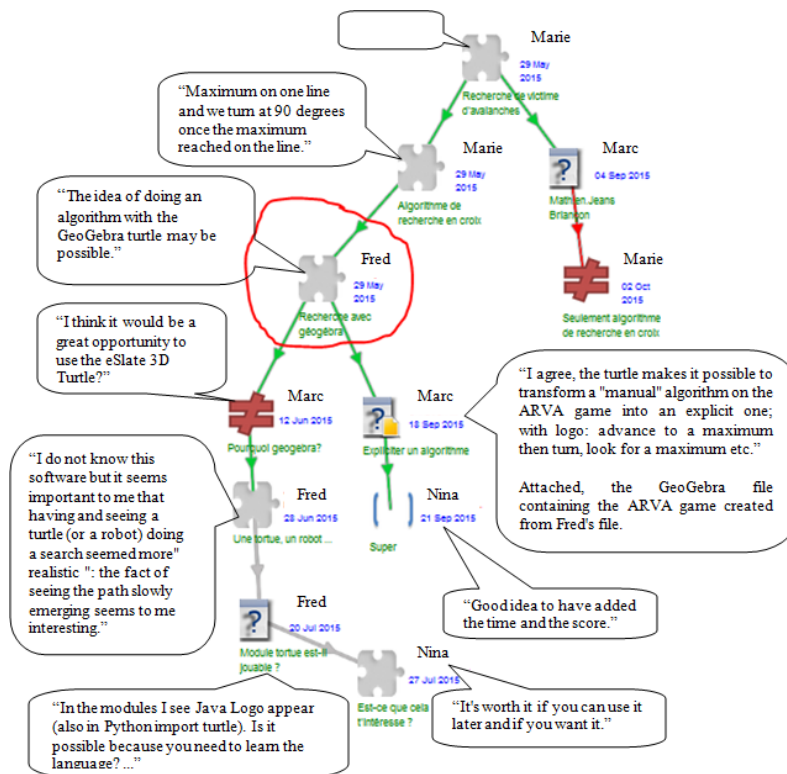 Marie
29 May
2015
Recherche de victime
d'avalanches
“Maximum on one line
and we turn at 90 degrees
once the maximum
reached on the line.”
Marie
29 May
2015
Algorithme de
recherche en croix
Marc
04 Sep 2015
Mathien Jeans
Briançon
“The idea of doing an
algorithm with the
GeoGebra turtle may be
possible.”
Fred
29 May
2015
Recherche avec
géogébra
Marie
02 Oct
2015
Seulement algorithme
de recherche en croix
“I think it would be a
great opportunity to
use the eSlate 3D
Turtle?”
Marc
12 Jun 2015
Pourquoi geogebra?
Marc
18 Sep 2015
Expliciter un algorithme
“I agree, the turtle makes it possible to
transform a "manual" algorithm on the
ARVA game into an explicit one;
with logo: advance to a maximum
then turn, look for a maximum etc.”
Attached, the GeoGebra file
containing the ARVA game created
from Fred's file.
“I do not know this
software but it seems
important to me that
having and seeing a
turtle (or a robot) doing
a search seemed more"
realistic ": the fact of
seeing the path slowly
emerging seems to me
interesting.”
Fred
28 Jun 2015
Une tortue, un robot ...
Nina
21 Sep 2015
Super
“Good idea to have added
the time and the score.”
Fred
20 Jul 2015
Module tortue est-il
jouable ?
Nina
27 Jul 2015
Est-ce que cela
t'intéresse ?
“In the modules I see Java Logo appear
(also in Python import turtle). Is it
possible because you need to learn the
language? ...”
“It's worth it if you can use it
later and if you want it.”